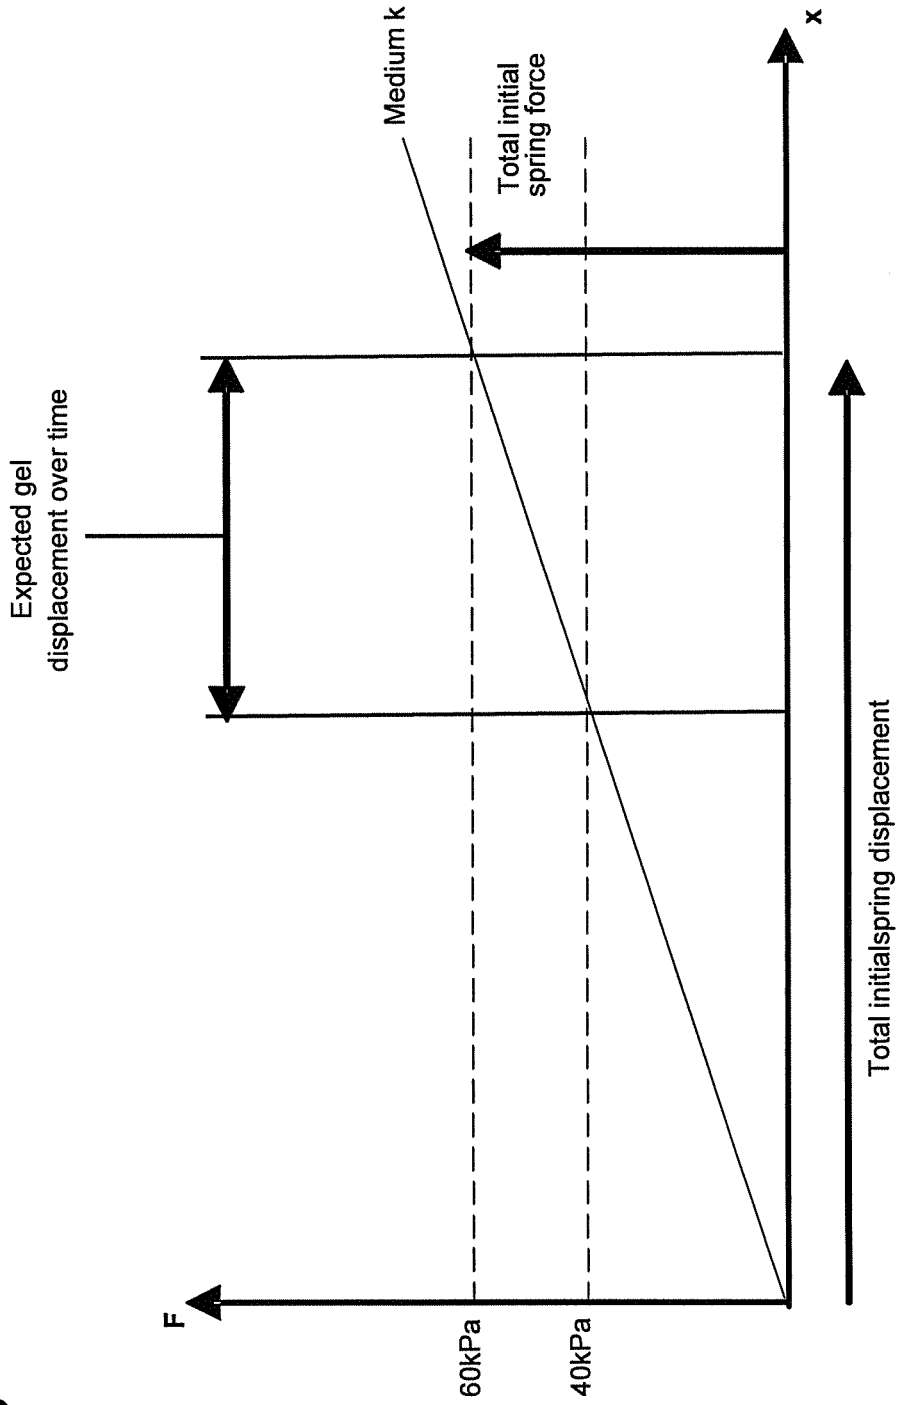 Expected gel
displacement over time
F
Medium k
60kPa
Total initial
spring force
40kPa
x
Total initialspring displacement